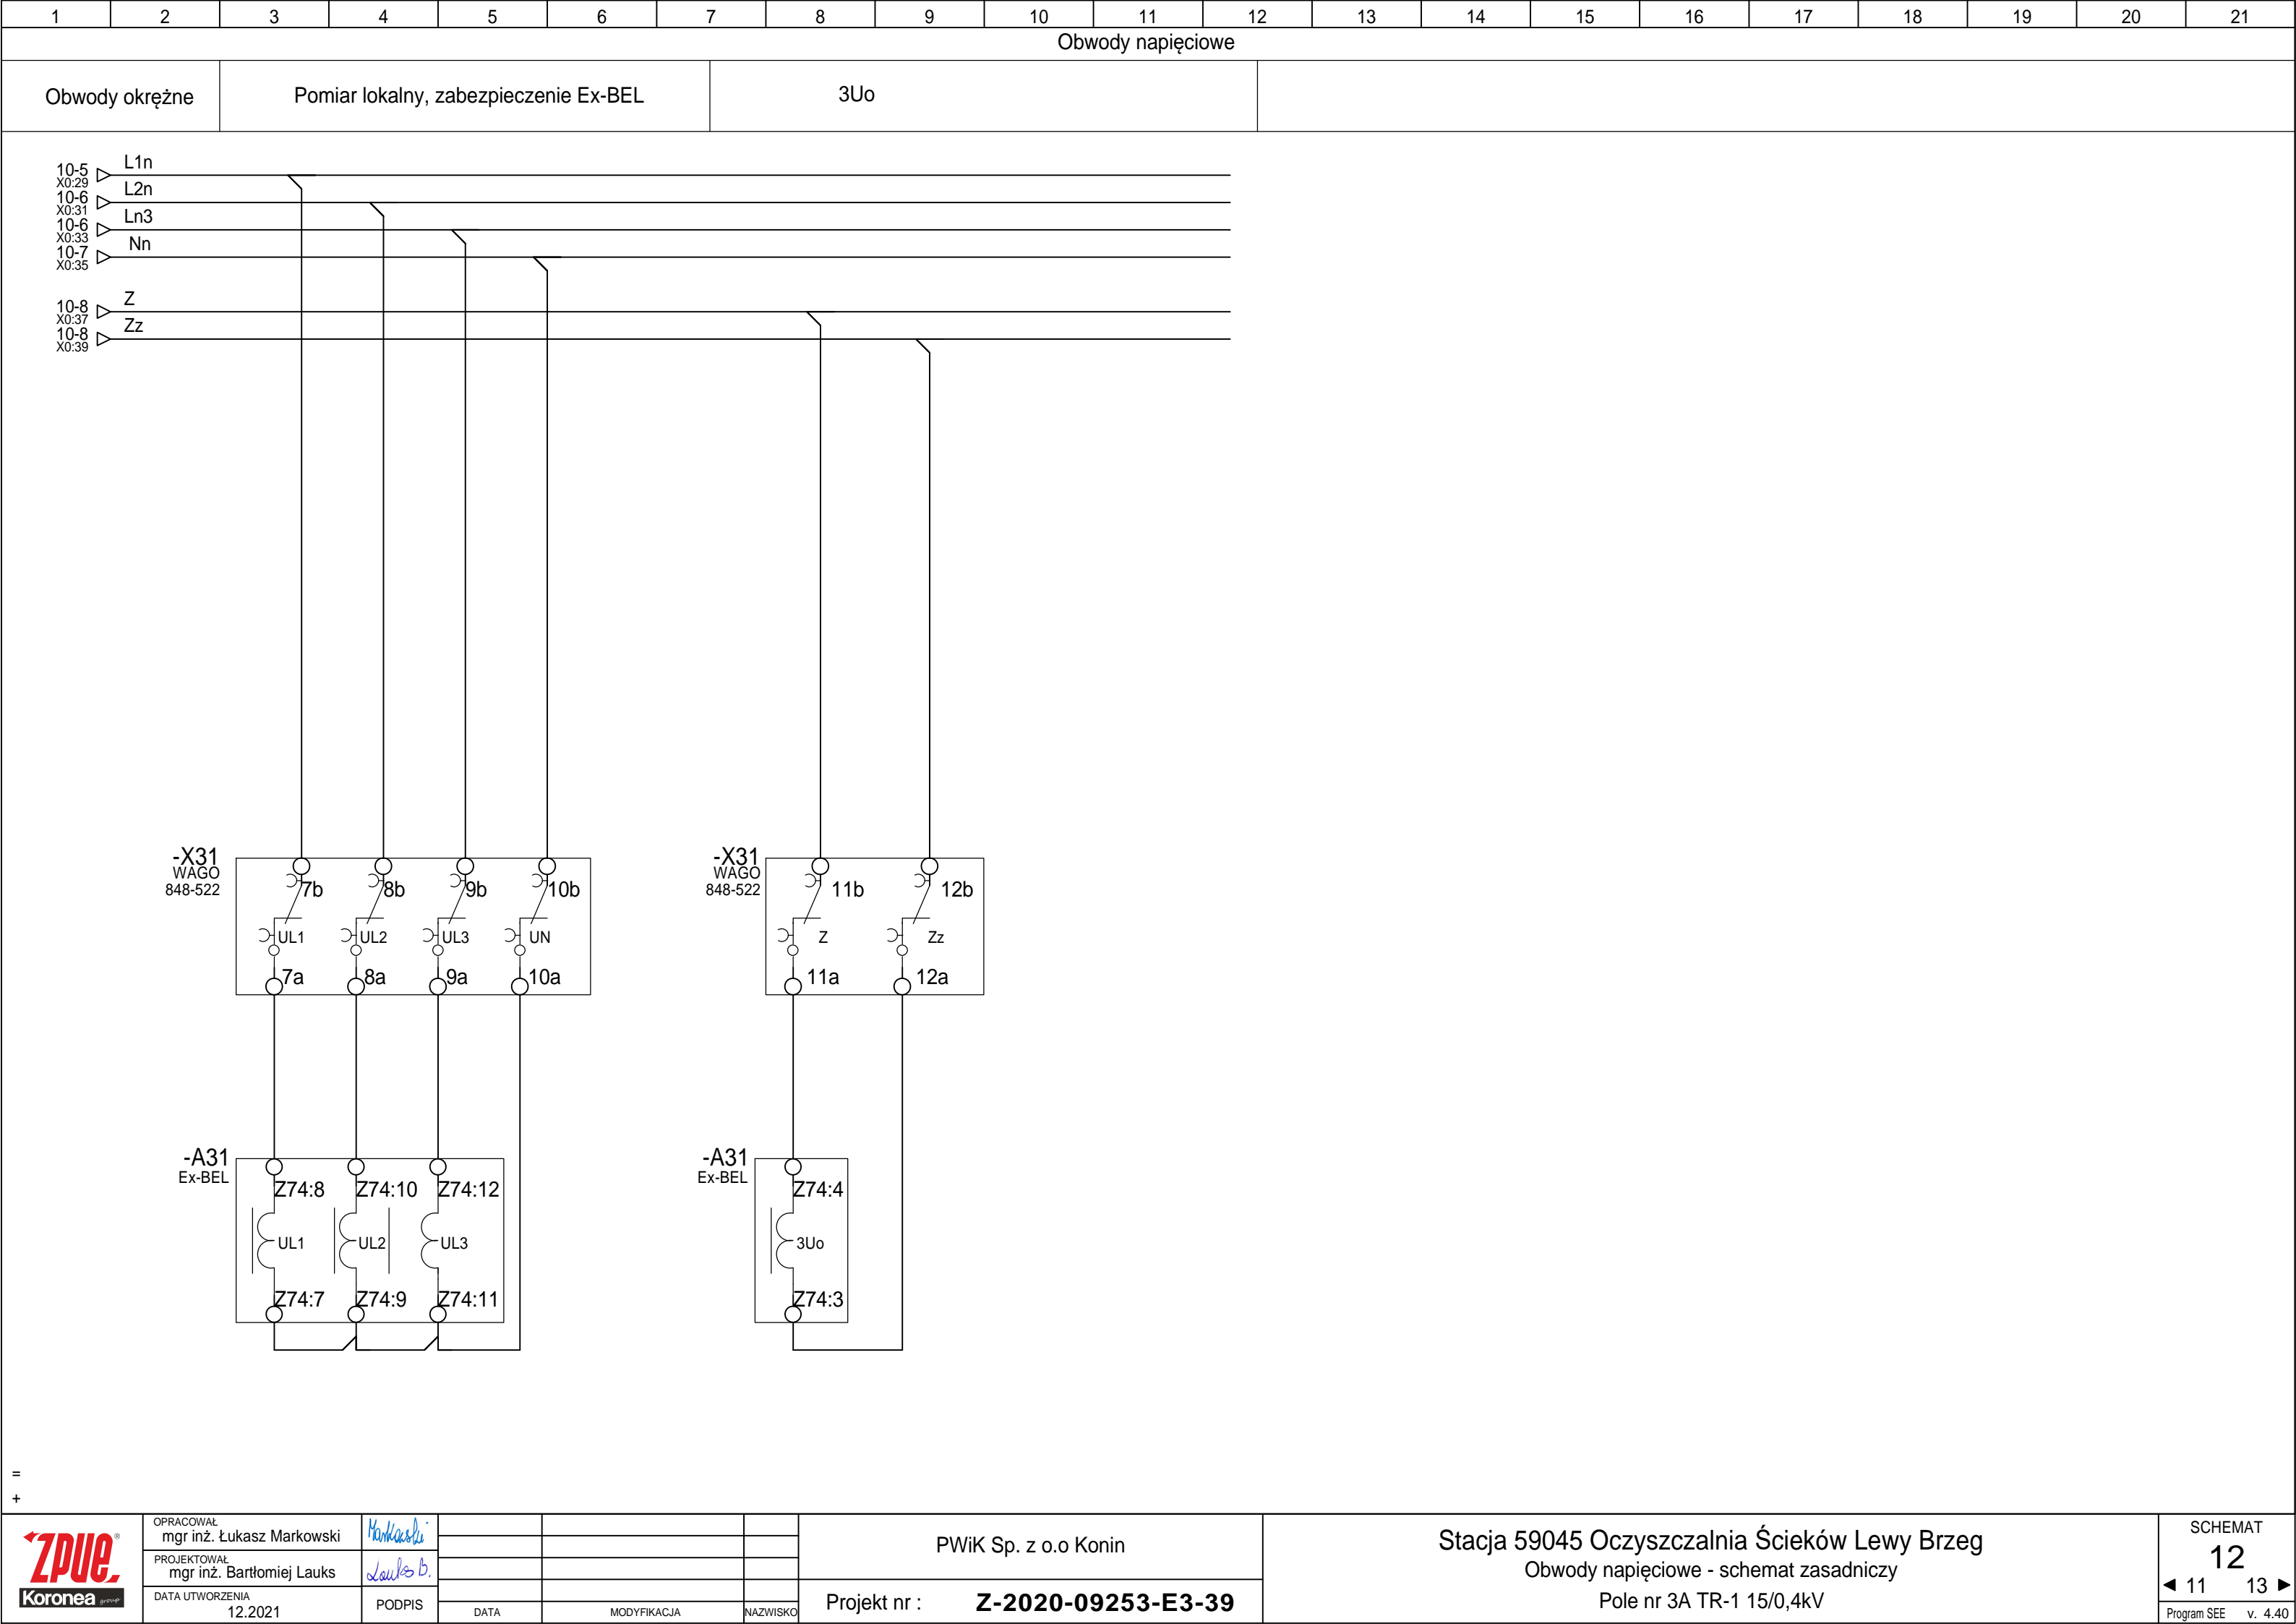 1 2 3 4 5 6 7 8 9 10 11 12 13 14 15 16 17 18 19 20 21
Obwody napięciowe
Obwody okrężne Pomiar lokalny, zabezpieczenie Ex-BEL 3Uo
10-5 L1n
X0:29
10-6 L2n
X0:31
10-6 Ln3
X0:33
10-7 Nn
X0:35
10-8 Z
X0:37
10-8 Zz
X0:39
-X31
WAGO
848-522
7b 8b 9b 10b
UL1 UL2 UL3 UN
7a 8a 9a 10a
-X31
WAGO
848-522
11b 12b
Z Zz
11a 12a
-A31
Ex-BEL
Z74:8 Z74:10 Z74:12
UL1 UL2 UL3
Z74:7 Z74:9 Z74:11
-A31
Ex-BEL
Z74:4
3Uo
Z74:3
=
+
ZPUE®
Koronea group
OPRACOWAŁ
mgr inż. Łukasz Markowski
Markowski
PROJEKTOWAŁ
mgr inż. Bartłomiej Lauks
Lauks B.
DATA UTWORZENIA
12.2021
PODPIS
DATA MODYFIKACJA NAZWISKO
PWiK Sp. z o.o Konin
Projekt nr : Z-2020-09253-E3-39
Stacja 59045 Oczyszczalnia Ścieków Lewy Brzeg
Obwody napięciowe - schemat zasadniczy
Pole nr 3A TR-1 15/0,4kV
SCHEMAT
12
◄ 11 13 ►
Program SEE v. 4.40